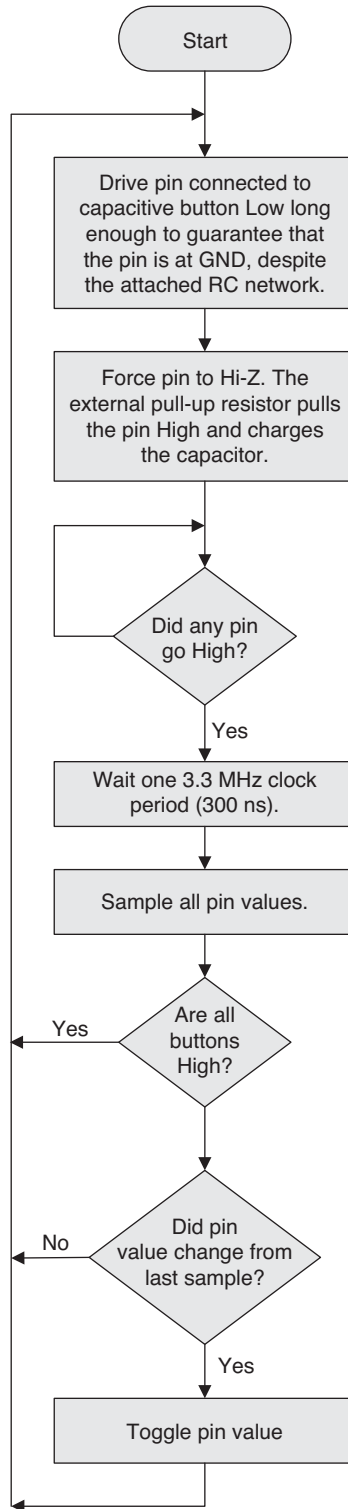 Start
Drive pin connected to
capacitive button Low long
enough to guarantee that
the pin is at GND, despite
the attached RC network.
Force pin to Hi-Z. The
external pull-up resistor pulls
the pin High and charges
the capacitor.
Did any pin
go High?
Yes
Wait one 3.3 MHz clock
period (300 ns).
Sample all pin values.
Are all
buttons
High?
Yes
Did pin
value change from
last sample?
No
Yes
Toggle pin value